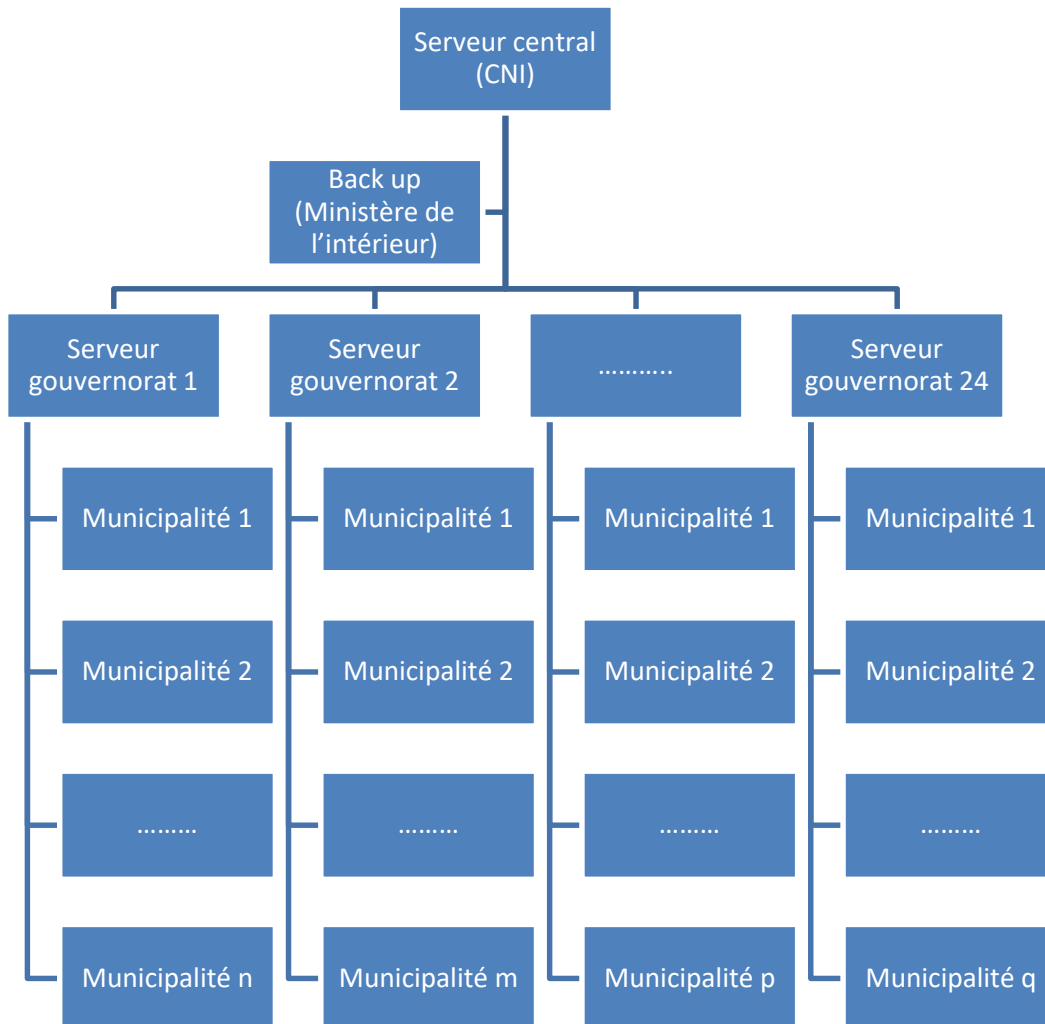 Serveur central
(CNI)
Back up
(Ministère de
l’intérieur)
Serveur
gouvernorat 1
Serveur
gouvernorat 2
………..
Serveur
gouvernorat 24
Municipalité 1
Municipalité 1
Municipalité 1
Municipalité 1
Municipalité 2
Municipalité 2
Municipalité 2
Municipalité 2
………
………
………
………
Municipalité n
Municipalité m
Municipalité p
Municipalité q